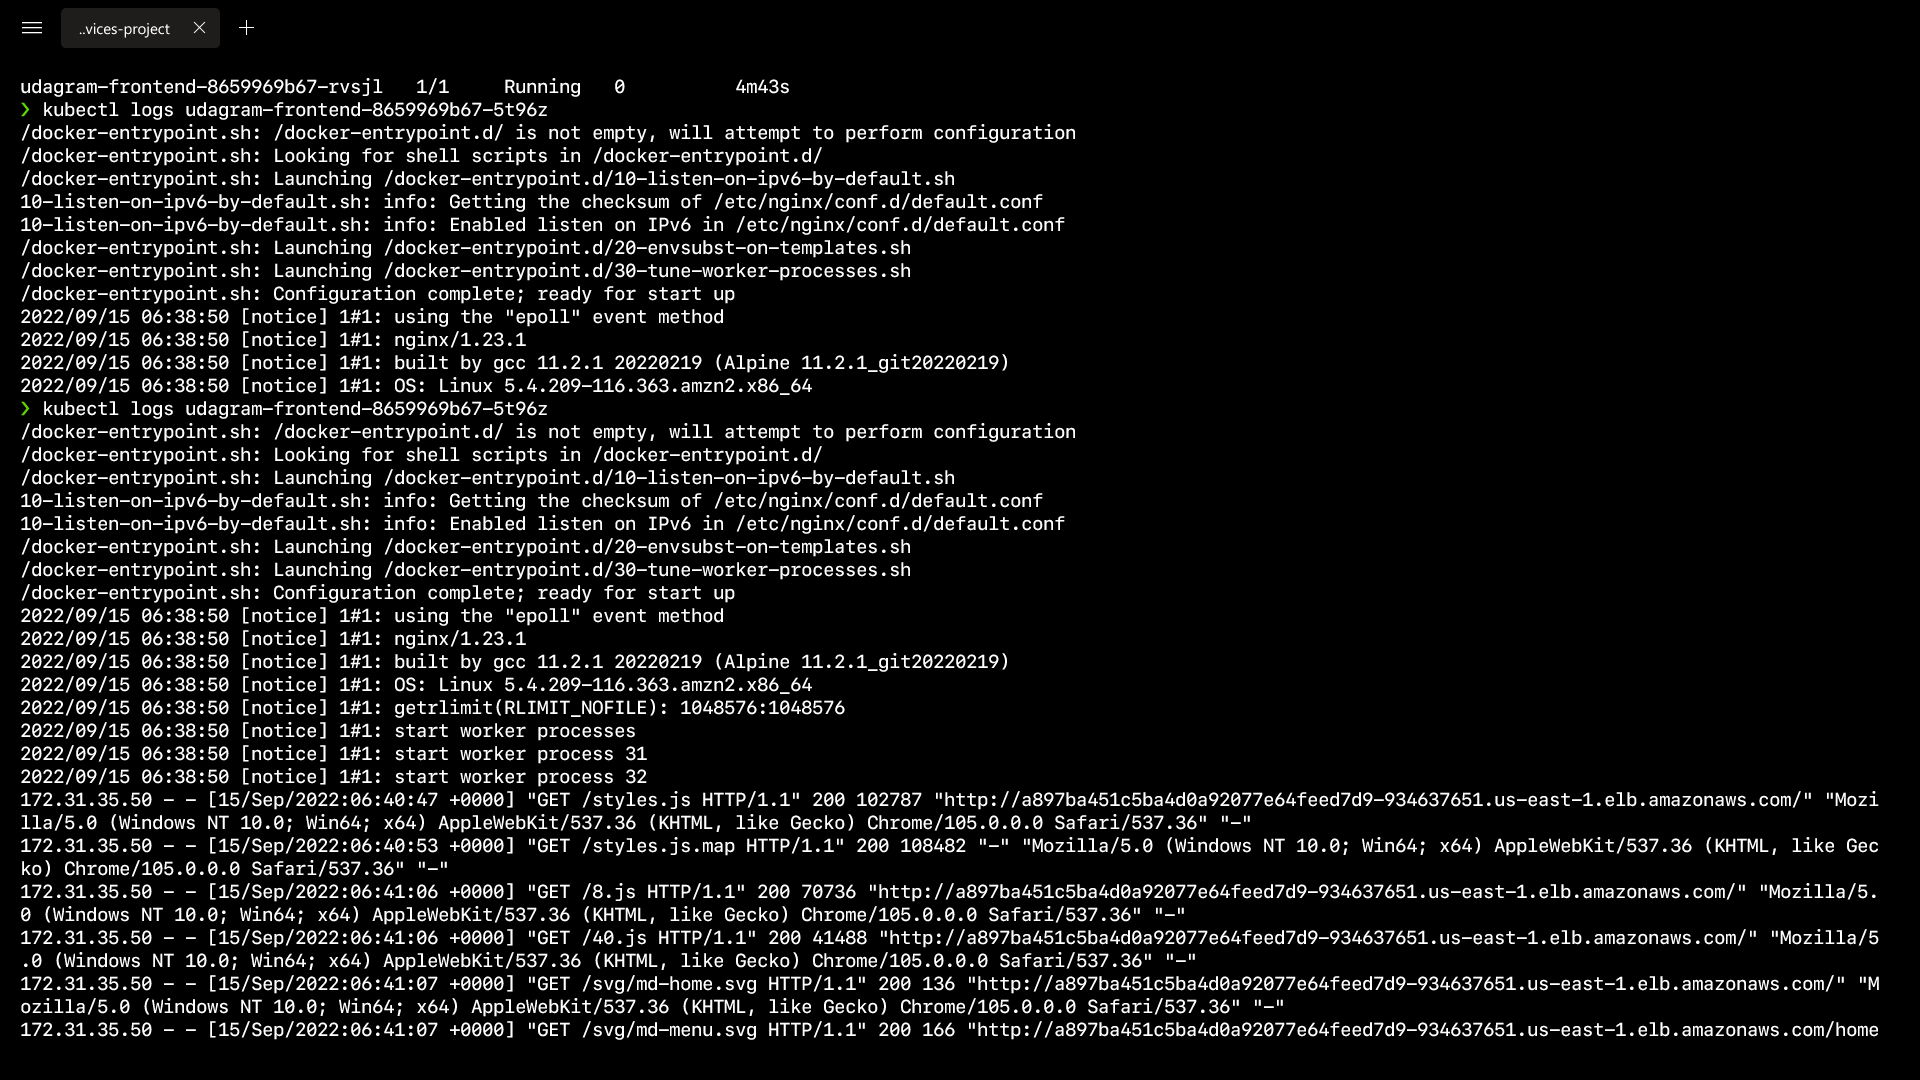 ..vices-project
udagram-frontend-8659969b67-rvsjl   1/1     Running   0          4m43s
❯ kubectl logs udagram-frontend-8659969b67-5t96z
/docker-entrypoint.sh: /docker-entrypoint.d/ is not empty, will attempt to perform configuration
/docker-entrypoint.sh: Looking for shell scripts in /docker-entrypoint.d/
/docker-entrypoint.sh: Launching /docker-entrypoint.d/10-listen-on-ipv6-by-default.sh
10-listen-on-ipv6-by-default.sh: info: Getting the checksum of /etc/nginx/conf.d/default.conf
10-listen-on-ipv6-by-default.sh: info: Enabled listen on IPv6 in /etc/nginx/conf.d/default.conf
/docker-entrypoint.sh: Launching /docker-entrypoint.d/20-envsubst-on-templates.sh
/docker-entrypoint.sh: Launching /docker-entrypoint.d/30-tune-worker-processes.sh
/docker-entrypoint.sh: Configuration complete; ready for start up
2022/09/15 06:38:50 [notice] 1#1: using the "epoll" event method
2022/09/15 06:38:50 [notice] 1#1: nginx/1.23.1
2022/09/15 06:38:50 [notice] 1#1: built by gcc 11.2.1 20220219 (Alpine 11.2.1_git20220219)
2022/09/15 06:38:50 [notice] 1#1: OS: Linux 5.4.209-116.363.amzn2.x86_64
❯ kubectl logs udagram-frontend-8659969b67-5t96z
/docker-entrypoint.sh: /docker-entrypoint.d/ is not empty, will attempt to perform configuration
/docker-entrypoint.sh: Looking for shell scripts in /docker-entrypoint.d/
/docker-entrypoint.sh: Launching /docker-entrypoint.d/10-listen-on-ipv6-by-default.sh
10-listen-on-ipv6-by-default.sh: info: Getting the checksum of /etc/nginx/conf.d/default.conf
10-listen-on-ipv6-by-default.sh: info: Enabled listen on IPv6 in /etc/nginx/conf.d/default.conf
/docker-entrypoint.sh: Launching /docker-entrypoint.d/20-envsubst-on-templates.sh
/docker-entrypoint.sh: Launching /docker-entrypoint.d/30-tune-worker-processes.sh
/docker-entrypoint.sh: Configuration complete; ready for start up
2022/09/15 06:38:50 [notice] 1#1: using the "epoll" event method
2022/09/15 06:38:50 [notice] 1#1: nginx/1.23.1
2022/09/15 06:38:50 [notice] 1#1: built by gcc 11.2.1 20220219 (Alpine 11.2.1_git20220219)
2022/09/15 06:38:50 [notice] 1#1: OS: Linux 5.4.209-116.363.amzn2.x86_64
2022/09/15 06:38:50 [notice] 1#1: getrlimit(RLIMIT_NOFILE): 1048576:1048576
2022/09/15 06:38:50 [notice] 1#1: start worker processes
2022/09/15 06:38:50 [notice] 1#1: start worker process 31
2022/09/15 06:38:50 [notice] 1#1: start worker process 32
172.31.35.50 - - [15/Sep/2022:06:40:47 +0000] "GET /styles.js HTTP/1.1" 200 102787 "http://a897ba451c5ba4d0a92077e64feed7d9-934637651.us-east-1.elb.amazonaws.com/" "Mozi
lla/5.0 (Windows NT 10.0; Win64; x64) AppleWebKit/537.36 (KHTML, like Gecko) Chrome/105.0.0.0 Safari/537.36" "-"
172.31.35.50 - - [15/Sep/2022:06:40:53 +0000] "GET /styles.js.map HTTP/1.1" 200 108482 "-" "Mozilla/5.0 (Windows NT 10.0; Win64; x64) AppleWebKit/537.36 (KHTML, like Gec
ko) Chrome/105.0.0.0 Safari/537.36" "-"
172.31.35.50 - - [15/Sep/2022:06:41:06 +0000] "GET /8.js HTTP/1.1" 200 70736 "http://a897ba451c5ba4d0a92077e64feed7d9-934637651.us-east-1.elb.amazonaws.com/" "Mozilla/5.
0 (Windows NT 10.0; Win64; x64) AppleWebKit/537.36 (KHTML, like Gecko) Chrome/105.0.0.0 Safari/537.36" "-"
172.31.35.50 - - [15/Sep/2022:06:41:06 +0000] "GET /40.js HTTP/1.1" 200 41488 "http://a897ba451c5ba4d0a92077e64feed7d9-934637651.us-east-1.elb.amazonaws.com/" "Mozilla/5
.0 (Windows NT 10.0; Win64; x64) AppleWebKit/537.36 (KHTML, like Gecko) Chrome/105.0.0.0 Safari/537.36" "-"
172.31.35.50 - - [15/Sep/2022:06:41:07 +0000] "GET /svg/md-home.svg HTTP/1.1" 200 136 "http://a897ba451c5ba4d0a92077e64feed7d9-934637651.us-east-1.elb.amazonaws.com/" "M
ozilla/5.0 (Windows NT 10.0; Win64; x64) AppleWebKit/537.36 (KHTML, like Gecko) Chrome/105.0.0.0 Safari/537.36" "-"
172.31.35.50 - - [15/Sep/2022:06:41:07 +0000] "GET /svg/md-menu.svg HTTP/1.1" 200 166 "http://a897ba451c5ba4d0a92077e64feed7d9-934637651.us-east-1.elb.amazonaws.com/home